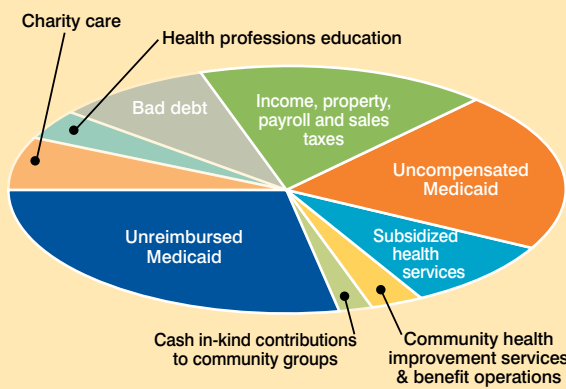 Charity care
Health professions education
Bad debt
Income, property,
payroll and sales
taxes
Uncompensated
Medicaid
Subsidized
health
services
Unreimbursed
Medicaid
Cash in-kind contributions
to community groups
Community health
improvement services
& benefit operations